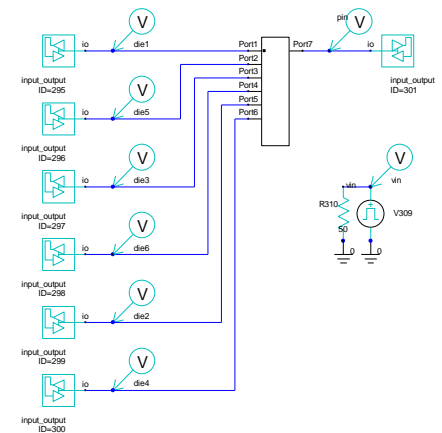 V
V
io
die1
Port1
Port7
pin
io
input_output
ID=295
Port2
input_output
ID=301
V
Port3
io
die5
Port4
Port5
input_output
ID=296
Port6
V
io
die3
V
input_output
ID=297
vin
vin
R310
V309
V
50
io
die6
0
0
input_output
ID=298
V
io
die2
input_output
ID=299
V
io
die4
input_output
ID=300